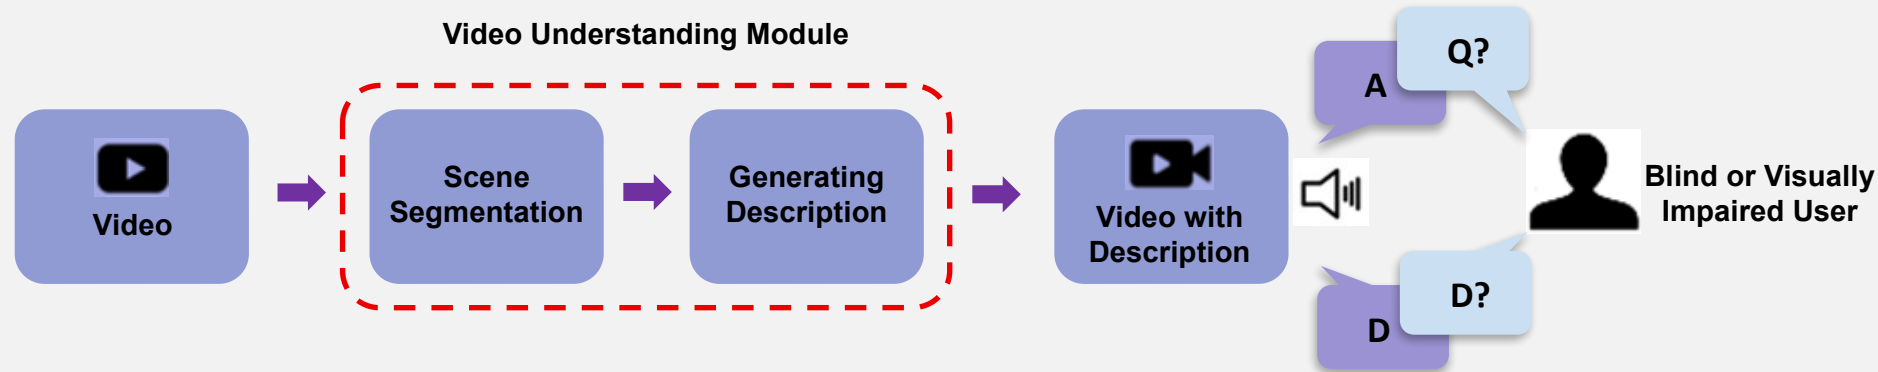 Video Understanding Module
Video
Scene
Segmentation
Generating
Description
Video with
Description
A
Q?
D
D?
Blind or Visually
Impaired User